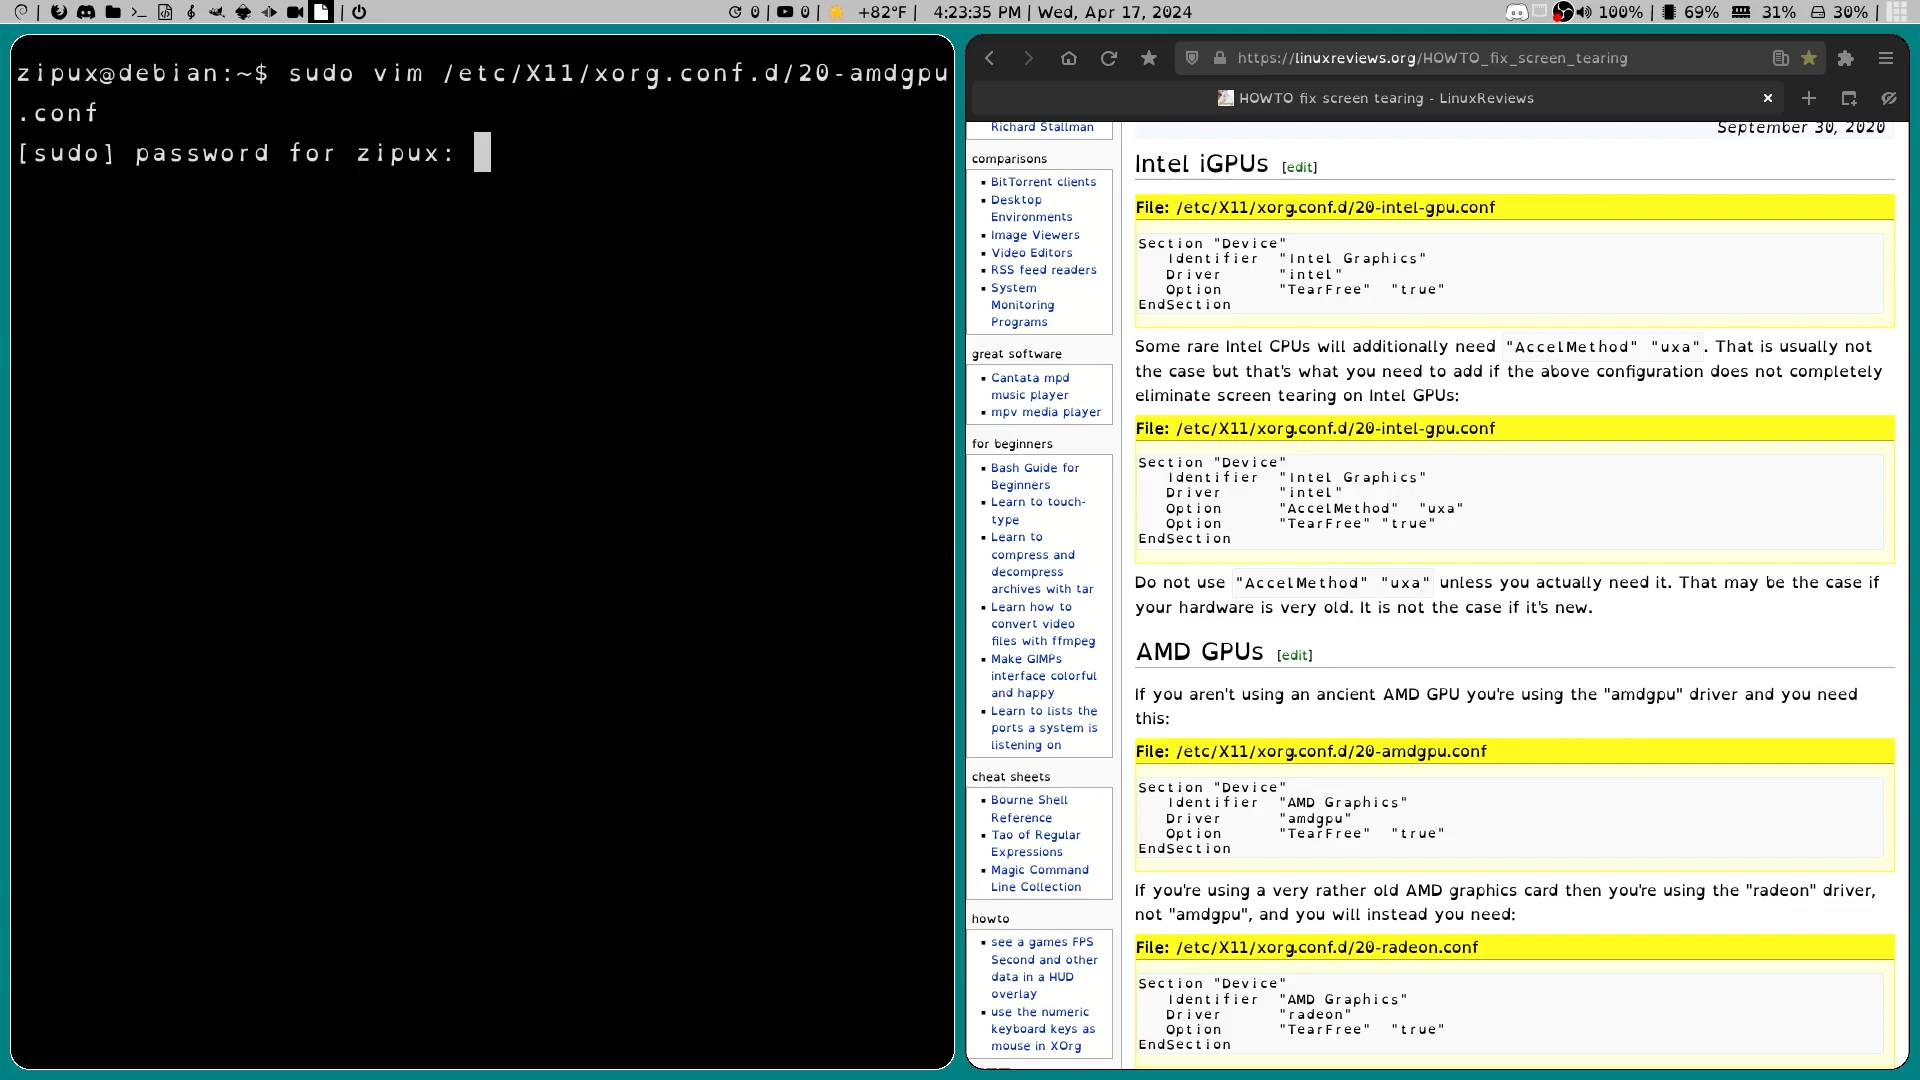 0 | 0 | +82°F | 4:23:35 PM | Wed, Apr 17, 2024
100% | 69% 31% 30% |
zipux@debian:~$ sudo vim /etc/X11/xorg.conf.d/20-amdgpu
.conf
[sudo] password for zipux:
https://linuxreviews.org/HOWTO_fix_screen_tearing
HOWTO fix screen tearing - LinuxReviews
Richard Stallman
comparisons
BitTorrent clients
Desktop
Environments
Image Viewers
Video Editors
RSS feed readers
System
Monitoring
Programs
great software
Cantata mpd
music player
mpv media player
for beginners
Bash Guide for
Beginners
Learn to touch-
type
Learn to
compress and
decompress
archives with tar
Learn how to
convert video
files with ffmpeg
Make GIMPs
interface colorful
and happy
Learn to lists the
ports a system is
listening on
cheat sheets
Bourne Shell
Reference
Tao of Regular
Expressions
Magic Command
Line Collection
howto
see a games FPS
Second and other
data in a HUD
overlay
use the numeric
keyboard keys as
mouse in XOrg
September 30, 2020
Intel iGPUs [edit]
File: /etc/X11/xorg.conf.d/20-intel-gpu.conf
Section "Device"
Identifier "Intel Graphics"
Driver "intel"
Option "TearFree" "true"
EndSection
Some rare Intel CPUs will additionally need "AccelMethod" "uxa". That is usually not
the case but that's what you need to add if the above configuration does not completely
eliminate screen tearing on Intel GPUs:
File: /etc/X11/xorg.conf.d/20-intel-gpu.conf
Section "Device"
Identifier "Intel Graphics"
Driver "intel"
Option "AccelMethod" "uxa"
Option "TearFree" "true"
EndSection
Do not use "AccelMethod" "uxa" unless you actually need it. That may be the case if
your hardware is very old. It is not the case if it's new.
AMD GPUs [edit]
If you aren't using an ancient AMD GPU you're using the "amdgpu" driver and you need
this:
File: /etc/X11/xorg.conf.d/20-amdgpu.conf
Section "Device"
Identifier "AMD Graphics"
Driver "amdgpu"
Option "TearFree" "true"
EndSection
If you're using a very rather old AMD graphics card then you're using the "radeon" driver,
not "amdgpu", and you will instead you need:
File: /etc/X11/xorg.conf.d/20-radeon.conf
Section "Device"
Identifier "AMD Graphics"
Driver "radeon"
Option "TearFree" "true"
EndSection